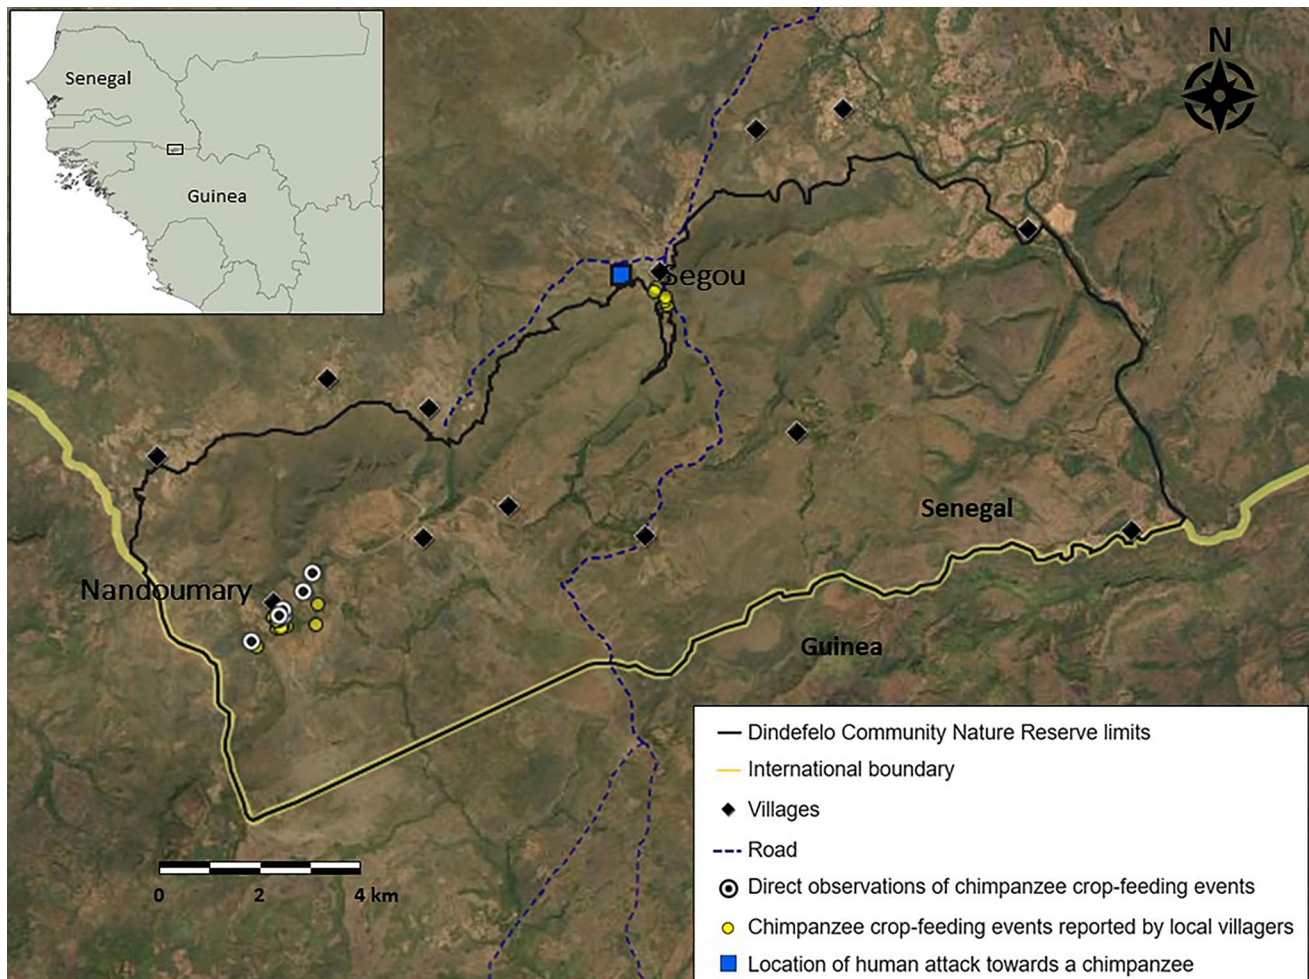 Senegal
Guinea
N
Segou
Senegal
Nandoumary
Guinea
0 2 4 km
Dindefelo Community Nature Reserve limits
International boundary
Villages
Road
Direct observations of chimpanzee crop-feeding events
Chimpanzee crop-feeding events reported by local villagers
Location of human attack towards a chimpanzee